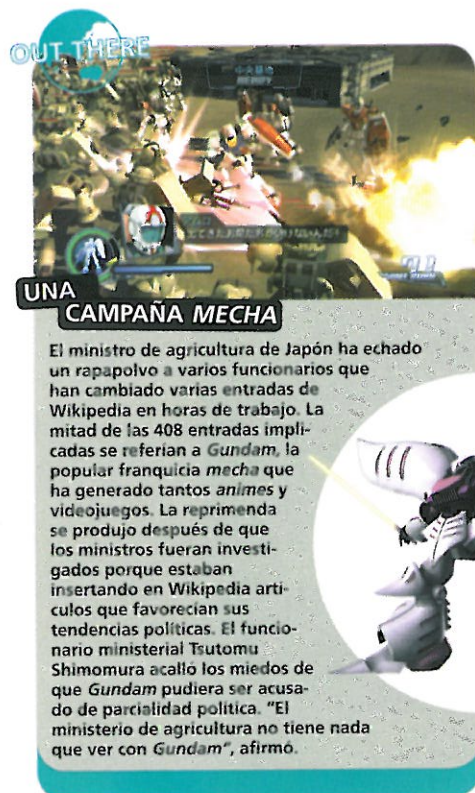 OUT THERE
UNA
CAMPAÑA MECHA
El ministro de agricultura de Japón ha echado
un rapapolvo a varios funcionarios que
han cambiado varias entradas de
Wikipedia en horas de trabajo. La
mitad de las 408 entradas impli-
cadas se referían a Gundam, la
popular franquicia mecha que
ha generado tantos animes y
videojuegos. La reprimenda
se produjo después de que
los ministros fueran investi-
gados porque estaban
insertando en Wikipedia artí-
culos que favorecían sus
tendencias políticas. El funcio-
nario ministerial Tsutomu
Shimomura acalló los miedos de
que Gundam pudiera ser acusa-
do de parcialidad política. "El
ministerio de agricultura no tiene nada
que ver con Gundam", afirmó.